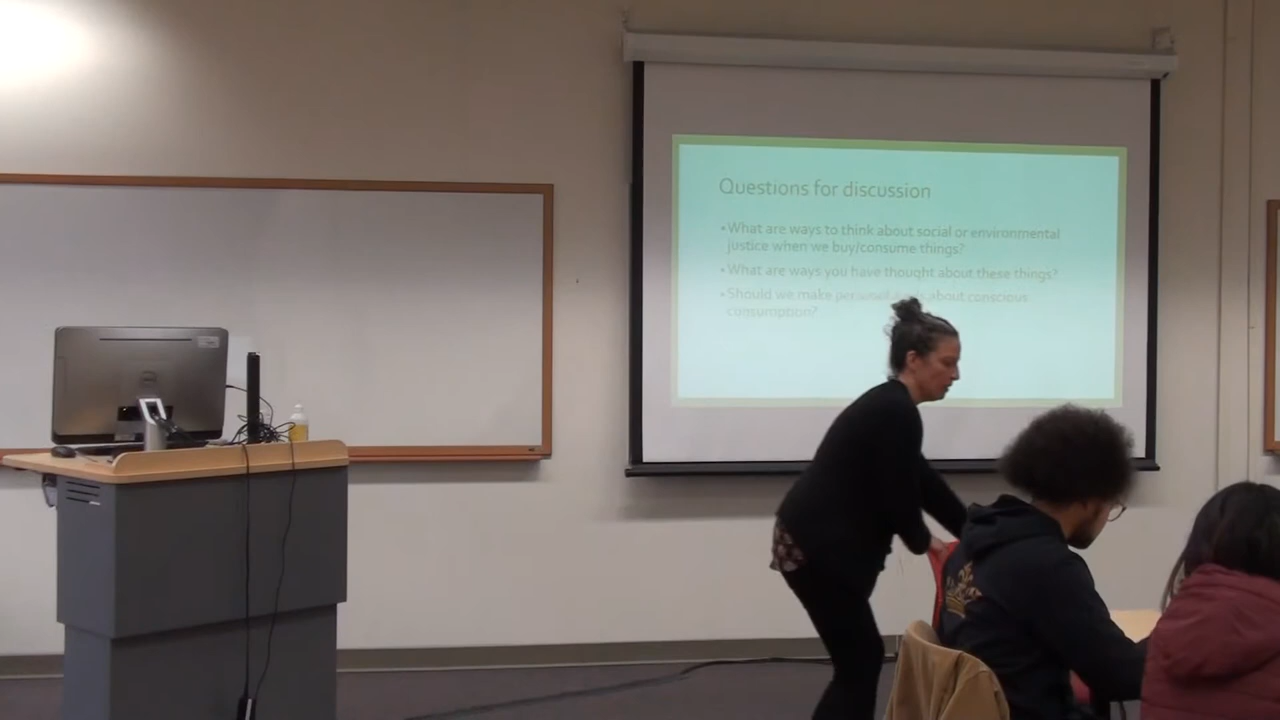 Questions for discussion
• What are ways to think about social or environmental
justice when we buy/consume things?
• What are ways you have thought about these things?
• Should we make personal about conscious
consumption?